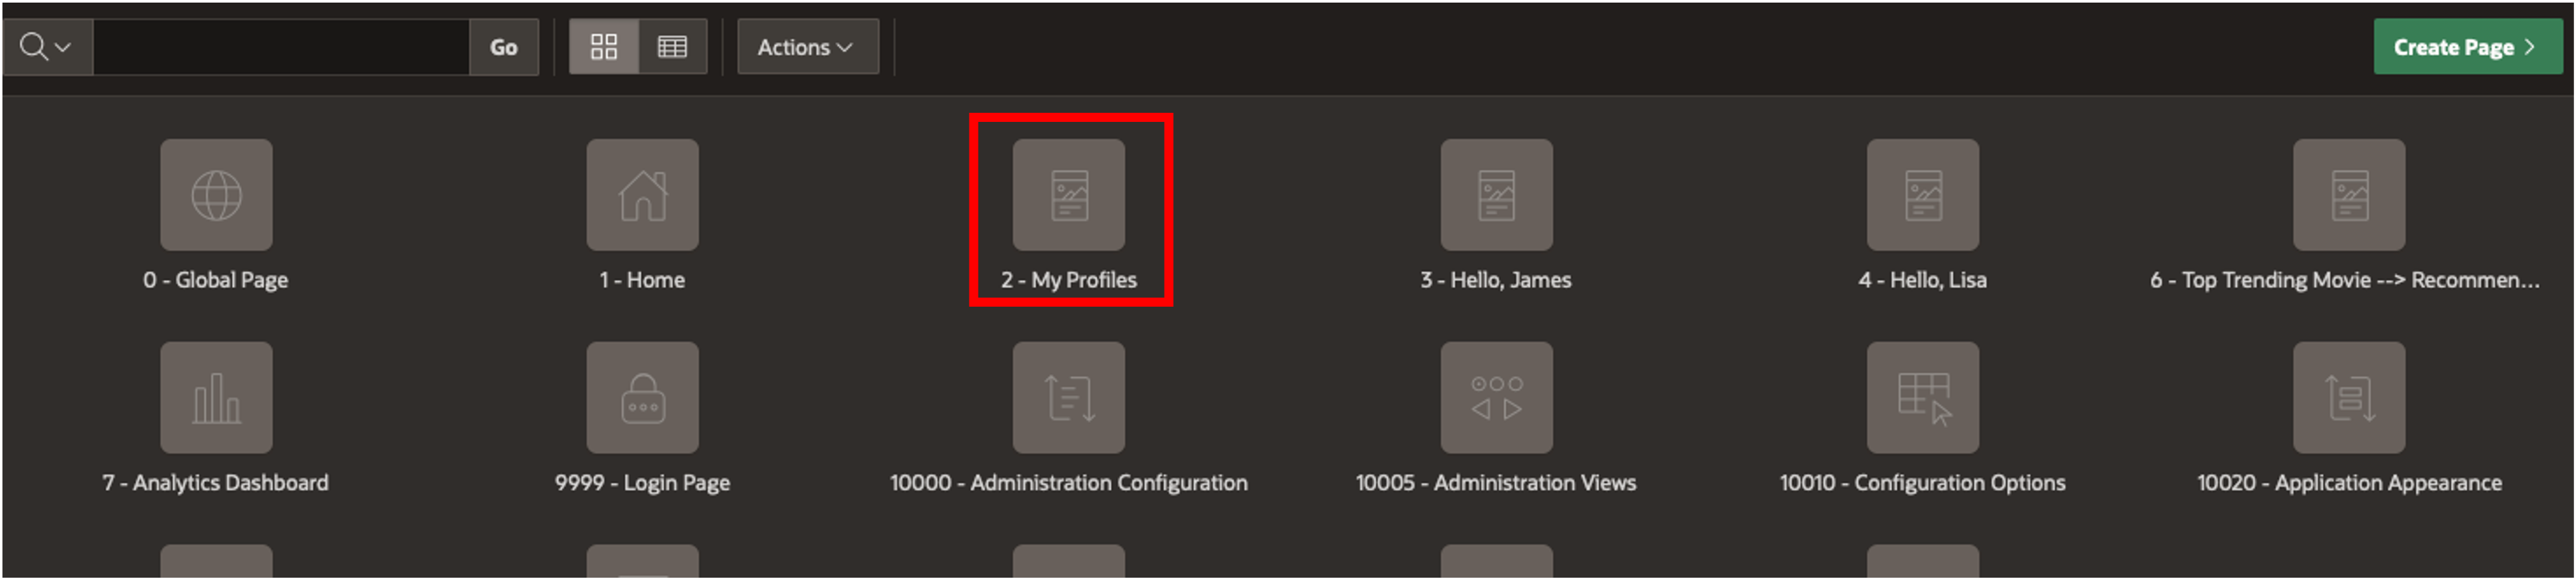 Go
Actions
Create Page
0 - Global Page
1 - Home
2 - My Profiles
3 - Hello, James
4 - Hello, Lisa
6 - Top Trending Movie --> Recommen...
7 - Analytics Dashboard
9999 - Login Page
10000 - Administration Configuration
10005 - Administration Views
10010 - Configuration Options
10020 - Application Appearance